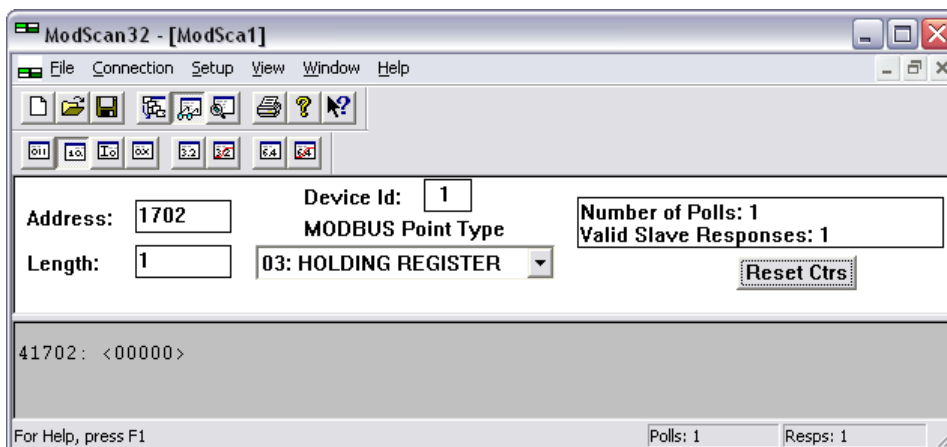 ModScan32 - [ModSca1]
File Connection Setup View Window Help
Address: 1702
Device Id: 1
MODBUS Point Type
Length: 1
03: HOLDING REGISTER
Number of Polls: 1
Valid Slave Responses: 1
Reset Ctrs
41702: <00000>
For Help, press F1
Polls: 1
Resps: 1